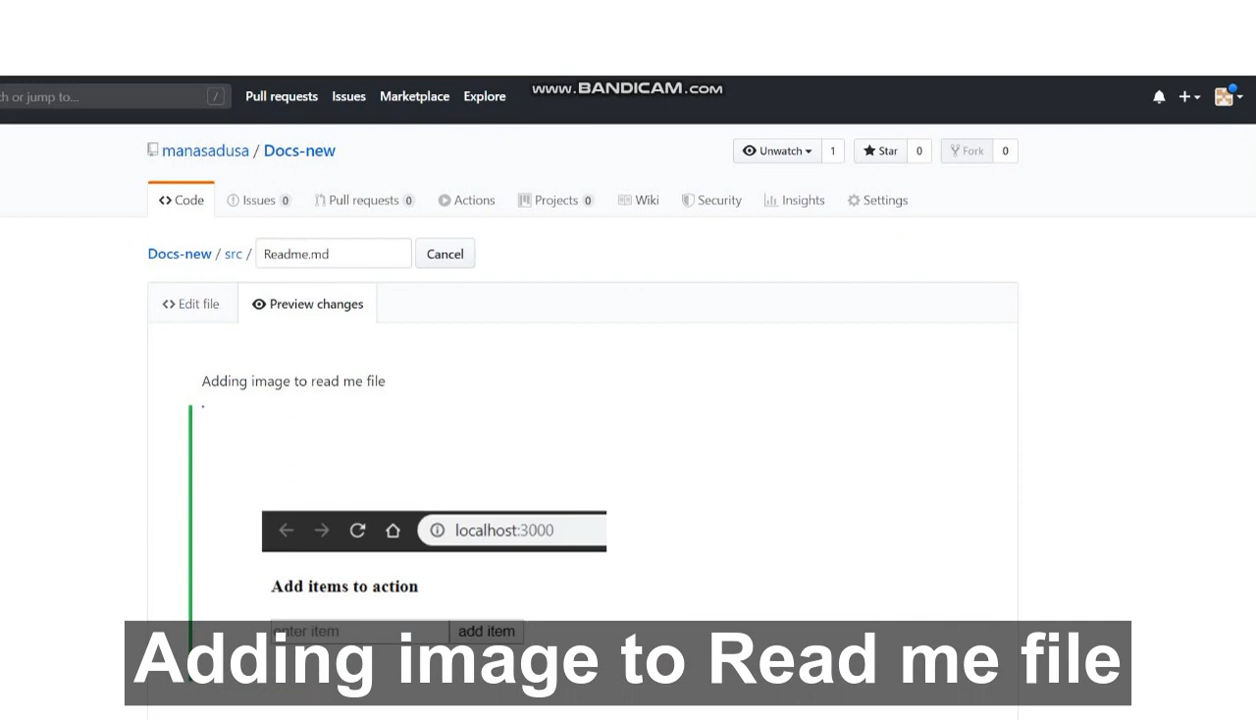 www.BANDICAM.com
ch or jump to... / Pull requests Issues Marketplace Explore
manasadusa / Docs-new Unwatch 1 Star 0 Fork 0
Code Issues 0 Pull requests 0 Actions Projects 0 Wiki Security Insights Settings
Docs-new / src / Readme.md Cancel
Edit file Preview changes
Adding image to read me file
localhost:3000
Add items to action
enter item add item
Adding image to Read me file